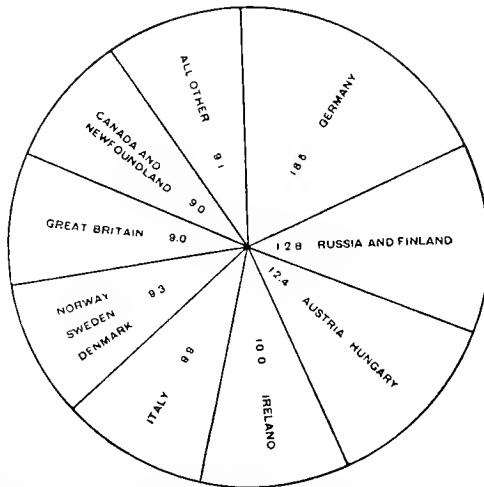 GERMANY
18 5
12 8 RUSSIA AND FINLAND
12.4 AUSTRIA HUNGARY
10 0 IRELAND
ITALY 9 9
NORWAY
SWEDEN
DENMARK
9 3
GREAT BRITAIN 9.0
CANADA AND
NEWFOUNDLAND
9 0
ALL OTHER
9 1